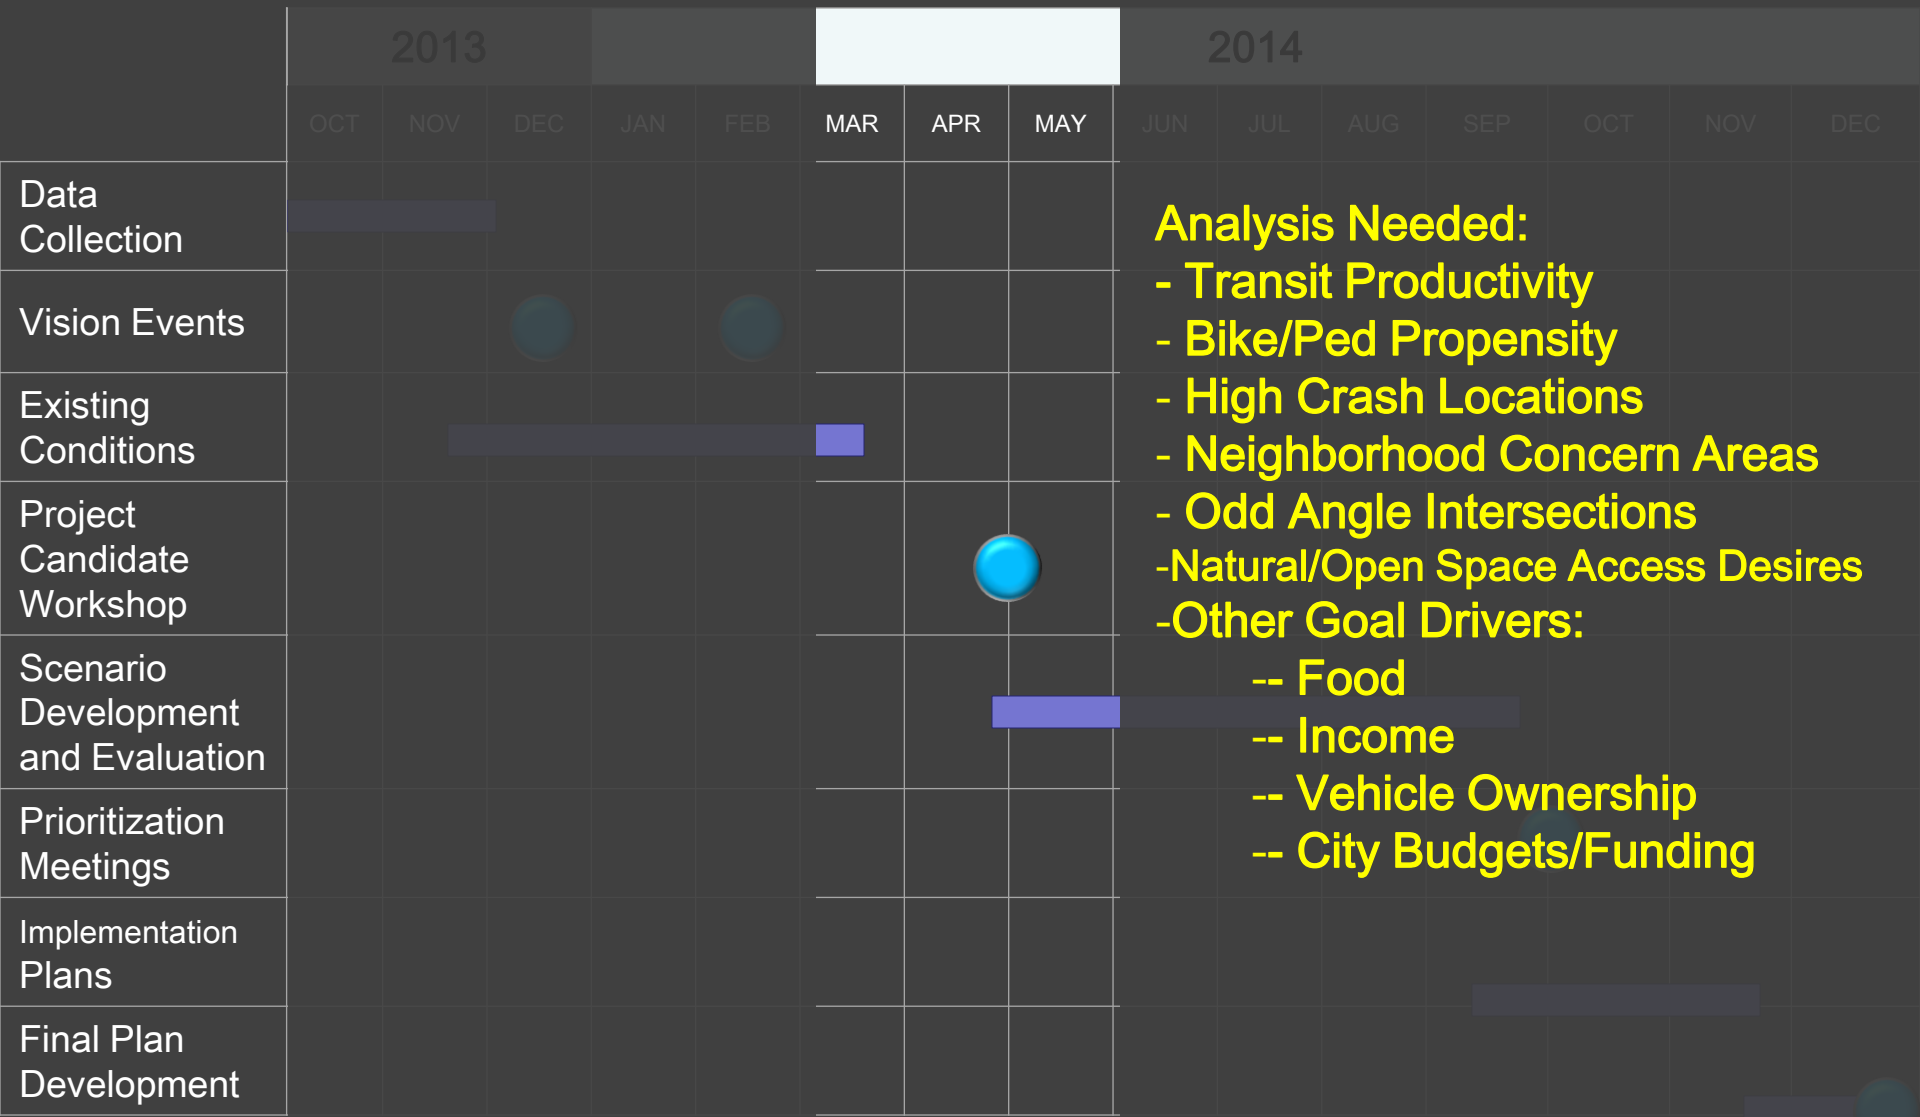 2013
2014
OCT NOV DEC JAN FEB MAR APR MAY JUN JUL AUG SEP OCT NOV DEC
Data
Collection
Vision Events
Existing
Conditions
Project
Candidate
Workshop
Scenario
Development
and Evaluation
Prioritization
Meetings
Implementation
Plans
Final Plan
Development
Analysis Needed:
- Transit Productivity
- Bike/Ped Propensity
- High Crash Locations
- Neighborhood Concern Areas
- Odd Angle Intersections
-Natural/Open Space Access Desires
-Other Goal Drivers:
-- Food
-- Income
-- Vehicle Ownership
-- City Budgets/Funding